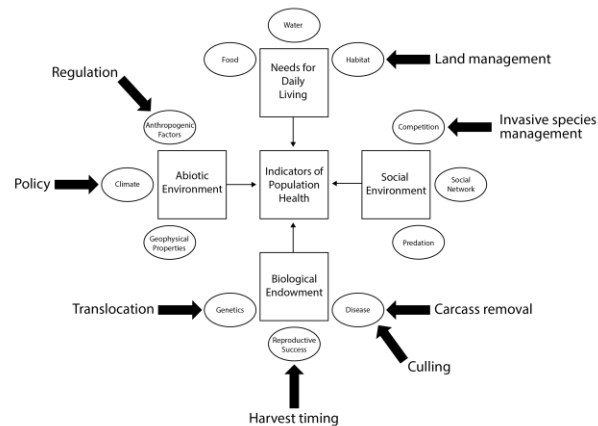 Water
Food
Needs for
Daily
Living
Habitat
Land management
Regulation
Anthropogenic
Factors
Competition
Invasive species
management
Policy
Climate
Abiotic
Environment
Indicators of
Population
Health
Social
Environment
Social
Network
Geophysical
Properties
Predation
Biological
Endowment
Translocation
Genetics
Disease
Carcass removal
Reproductive
Success
Culling
Harvest timing